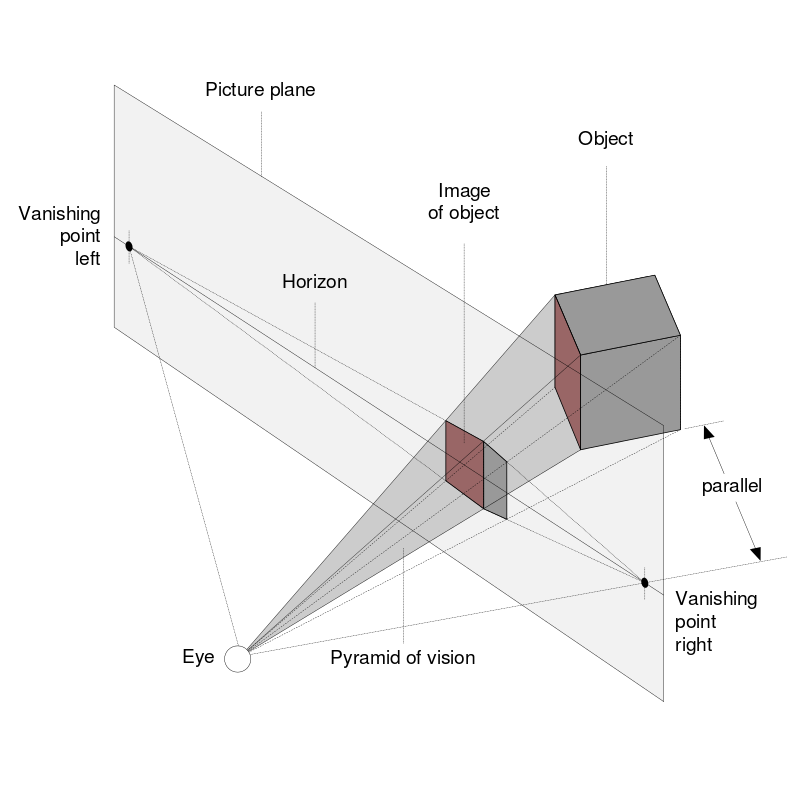 Picture plane
Object
Image
of object
Vanishing
point
left
Horizon
parallel
Vanishing
point
right
Eye
Pyramid of vision